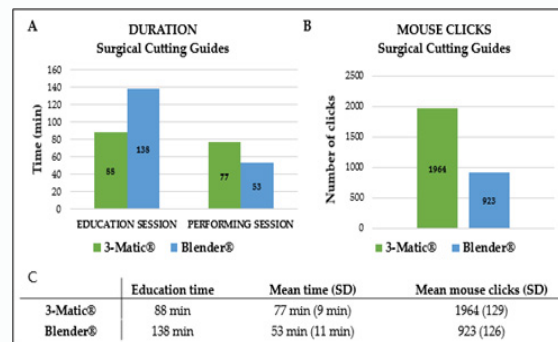 A
DURATION
Surgical Cutting Guides
Time (min)
160
140
120
100
80
60
40
20
0
88
138
77
53
EDUCATION SESSION PERFORMING SESSION
3-Matic® Blender®
B
MOUSE CLICKS
Surgical Cutting Guides
Number of clicks
2500
2000
1500
1000
500
0
1964
923
3-Matic® Blender®
C
Education time Mean time (SD) Mean mouse clicks (SD)
3-Matic® 88 min 77 min (9 min) 1964 (129)
Blender® 138 min 53 min (11 min) 923 (126)